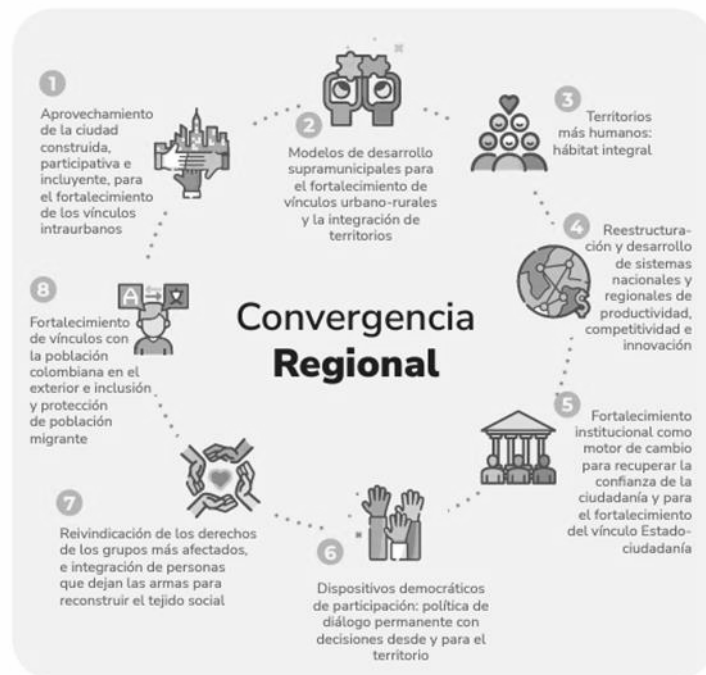 1
Aprovechamiento
de la ciudad
construida,
participativa e
incluyente, para
el fortalecimiento
de los vínculos
intraurbanos
2
Modelos de desarrollo
supramunicipales para
el fortalecimiento de
vínculos urbano-rurales
y la integración de
territorios
3
Territorios
más humanos:
hábitat integral
4
Reestructura-
ción y desarrollo
de sistemas
nacionales y
regionales de
productividad,
competitividad e
innovación
Convergencia
Regional
5
Fortalecimiento
institucional como
motor de cambio
para recuperar la
confianza de la
ciudadanía y para
el fortalecimiento
del vínculo Estado-
ciudadanía
6
Dispositivos democráticos
de participación: política de
diálogo permanente con
decisiones desde y para el
territorio
7
Reivindicación de los derechos
de los grupos más afectados,
e integración de personas
que dejan las armas para
reconstruir el tejido social
8
A
Fortalecimiento
de vínculos con
la población
colombiana en el
exterior e inclusión
y protección
de población
migrante